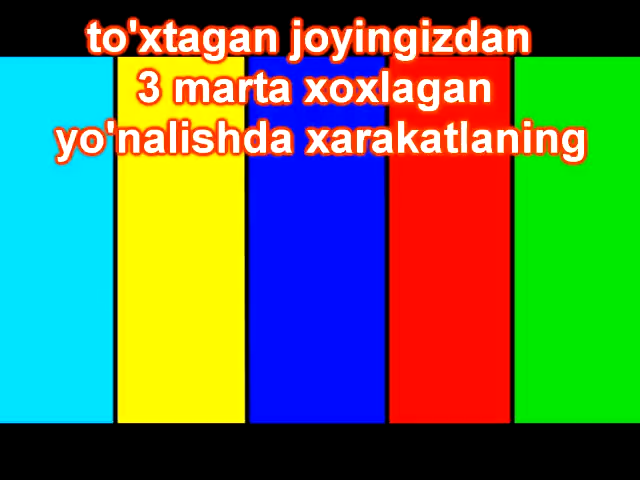 to'xtagan joyingizdan
3 marta xoxlagan
yo'nalishda xarakatlaning